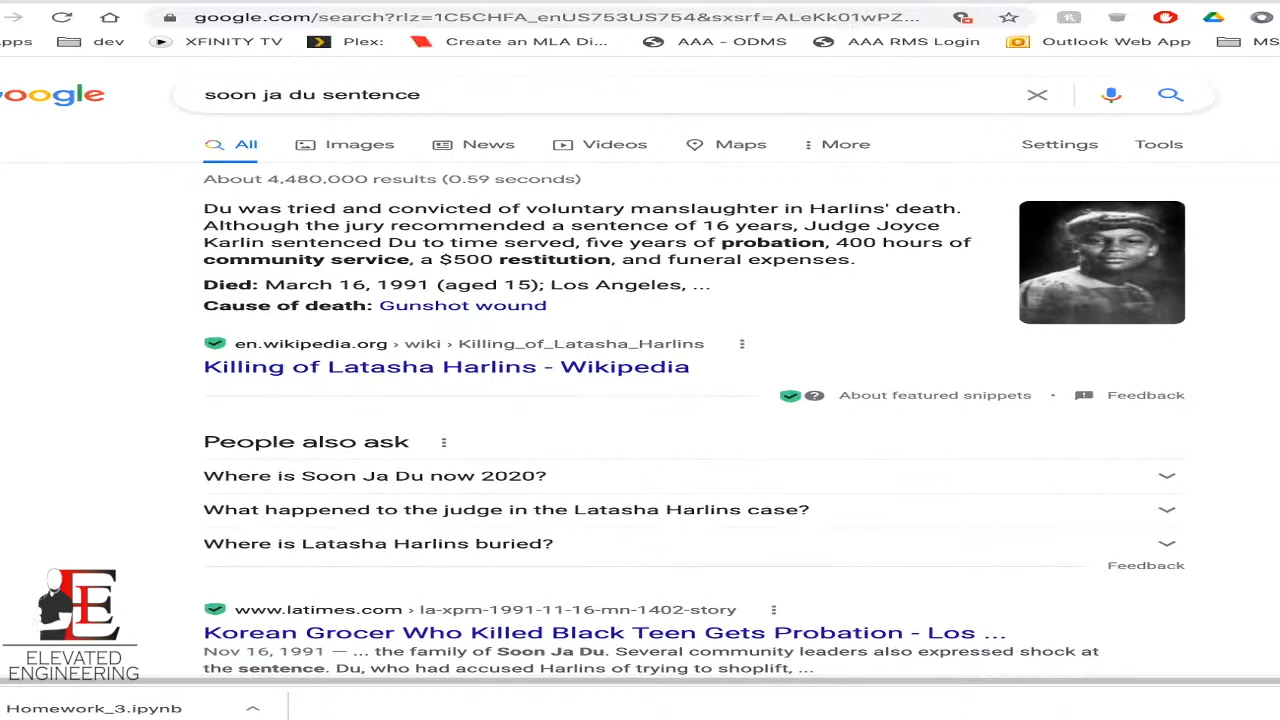 google.com/search?rlz=1C5CHFA_enUS753US754&sxsrf=ALeKk01wPZ...
pps dev XFINITY TV Plex: Create an MLA Di... AAA - ODMS AAA RMS Login Outlook Web App MS
oogle soon ja du sentence
All Images News Videos Maps More Settings Tools
About 4,480,000 results (0.59 seconds)
Du was tried and convicted of voluntary manslaughter in Harlins' death.
Although the jury recommended a sentence of 16 years, Judge Joyce
Karlin sentenced Du to time served, five years of probation, 400 hours of
community service, a $500 restitution, and funeral expenses.
Died: March 16, 1991 (aged 15); Los Angeles, ...
Cause of death: Gunshot wound
en.wikipedia.org › wiki › Killing_of_Latasha_Harlins
Killing of Latasha Harlins - Wikipedia
About featured snippets · Feedback
People also ask
Where is Soon Ja Du now 2020?
What happened to the judge in the Latasha Harlins case?
Where is Latasha Harlins buried?
Feedback
www.latimes.com › la-xpm-1991-11-16-mn-1402-story
Korean Grocer Who Killed Black Teen Gets Probation - Los ...
Nov 16, 1991 — ... the family of Soon Ja Du. Several community leaders also expressed shock at
the sentence. Du, who had accused Harlins of trying to shoplift, ...
EE
ELEVATED
ENGINEERING
Homework_3.ipynb